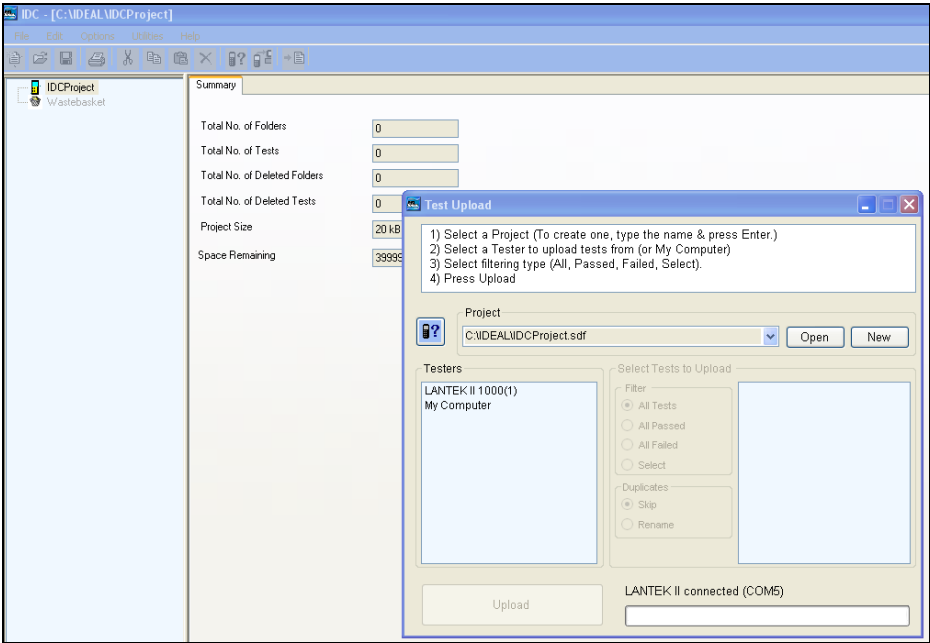 IDC - [C:\IDEAL\IDCProject]
File Edit Options Utilities Help
IDCProject
Wastebasket
Summary
Total No. of Folders 0
Total No. of Tests 0
Total No. of Deleted Folders 0
Total No. of Deleted Tests 0
Project Size 20 kB
Space Remaining 39999
Test Upload
1) Select a Project (To create one, type the name & press Enter.)
2) Select a Tester to upload tests from (or My Computer)
3) Select filtering type (All, Passed, Failed, Select).
4) Press Upload
Project
C:\IDEAL\IDCProject.sdf
Open
New
Testers
LANTEK II 1000(1)
My Computer
Select Tests to Upload
Filter
All Tests
All Passed
All Failed
Select
Duplicates
Skip
Rename
Upload
LANTEK II connected (COM5)